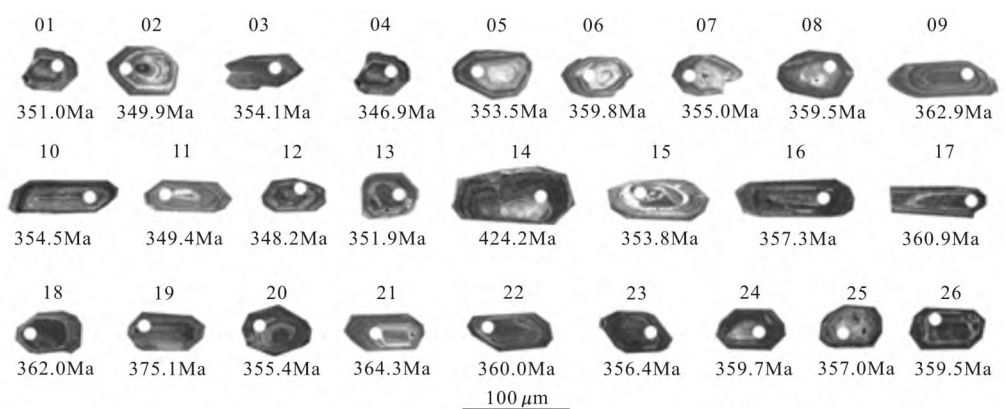 01 02 03 04 05 06 07 08 09
351.0Ma 349.9Ma 354.1Ma 346.9Ma 353.5Ma 359.8Ma 355.0Ma 359.5Ma 362.9Ma
10 11 12 13 14 15 16 17
354.5Ma 349.4Ma 348.2Ma 351.9Ma 424.2Ma 353.8Ma 357.3Ma 360.9Ma
18 19 20 21 22 23 24 25 26
362.0Ma 375.1Ma 355.4Ma 364.3Ma 360.0Ma 356.4Ma 359.7Ma 357.0Ma 359.5Ma
100 μm